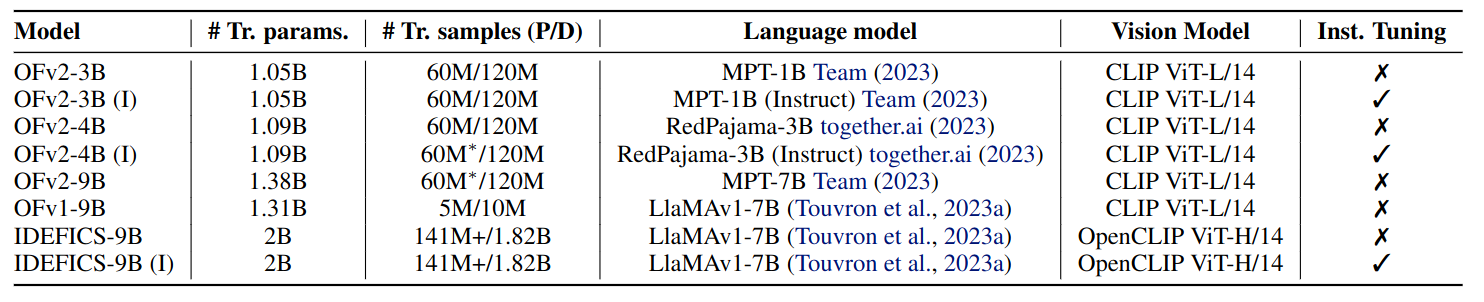 Model # Tr. params. # Tr. samples (P/D) Language model Vision Model Inst. Tuning
OFv2-3B 1.05B 60M/120M MPT-1B Team (2023) CLIP ViT-L/14 ✗
OFv2-3B (I) 1.05B 60M/120M MPT-1B (Instruct) Team (2023) CLIP ViT-L/14 ✓
OFv2-4B 1.09B 60M/120M RedPajama-3B together.ai (2023) CLIP ViT-L/14 ✗
OFv2-4B (I) 1.09B 60M*/120M RedPajama-3B (Instruct) together.ai (2023) CLIP ViT-L/14 ✓
OFv2-9B 1.38B 60M*/120M MPT-7B Team (2023) CLIP ViT-L/14 ✗
OFv1-9B 1.31B 5M/10M LlaMAv1-7B (Touvron et al., 2023a) CLIP ViT-L/14 ✗
IDEFICS-9B 2B 141M+/1.82B LlaMAv1-7B (Touvron et al., 2023a) OpenCLIP ViT-H/14 ✗
IDEFICS-9B (I) 2B 141M+/1.82B LlaMAv1-7B (Touvron et al., 2023a) OpenCLIP ViT-H/14 ✓